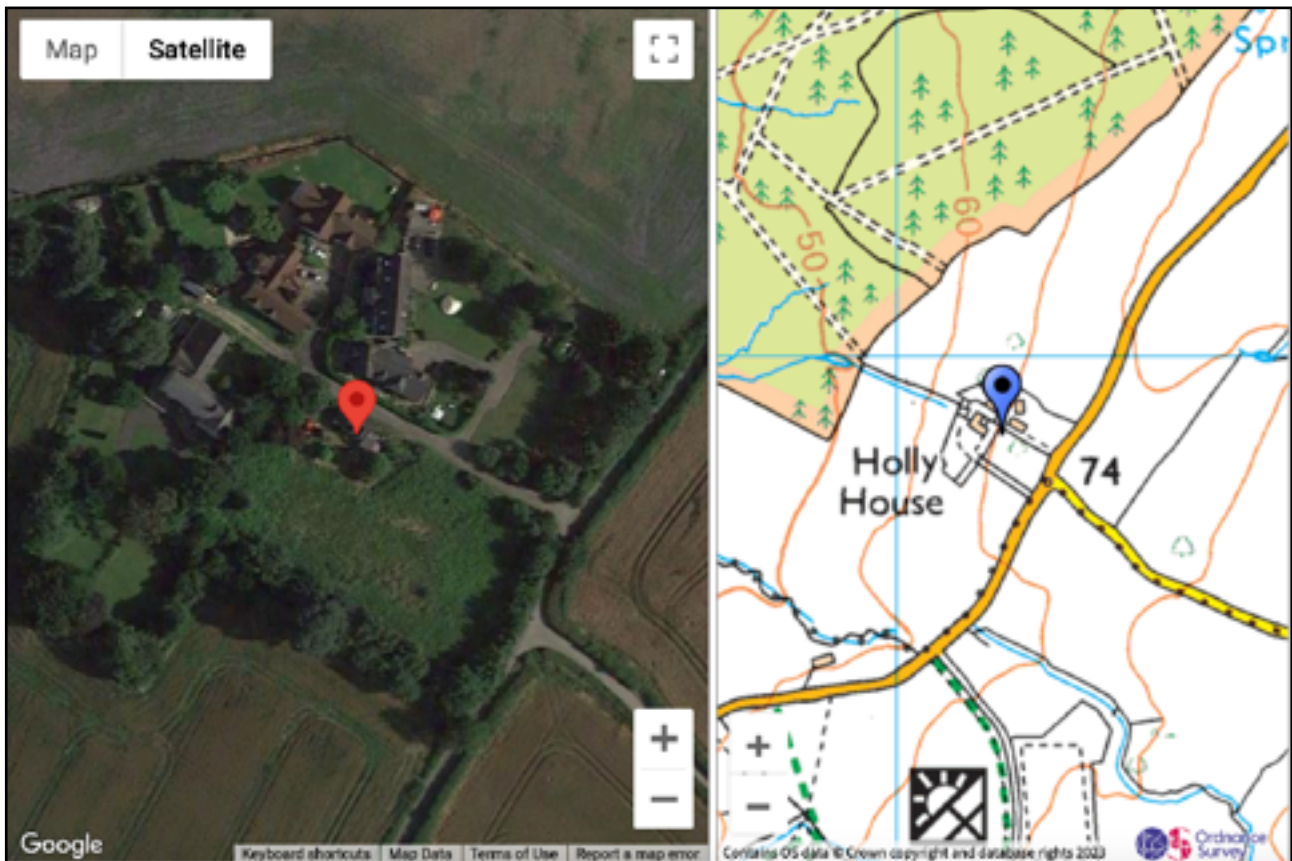 Map
Satellite
Google
Keyboard shortcuts
Map Data
Terms of Use
Report a map error
Spr
60
50
Holly
House
74
Contains OS data © Crown copyright and database rights 2023
Ordnance
Survey